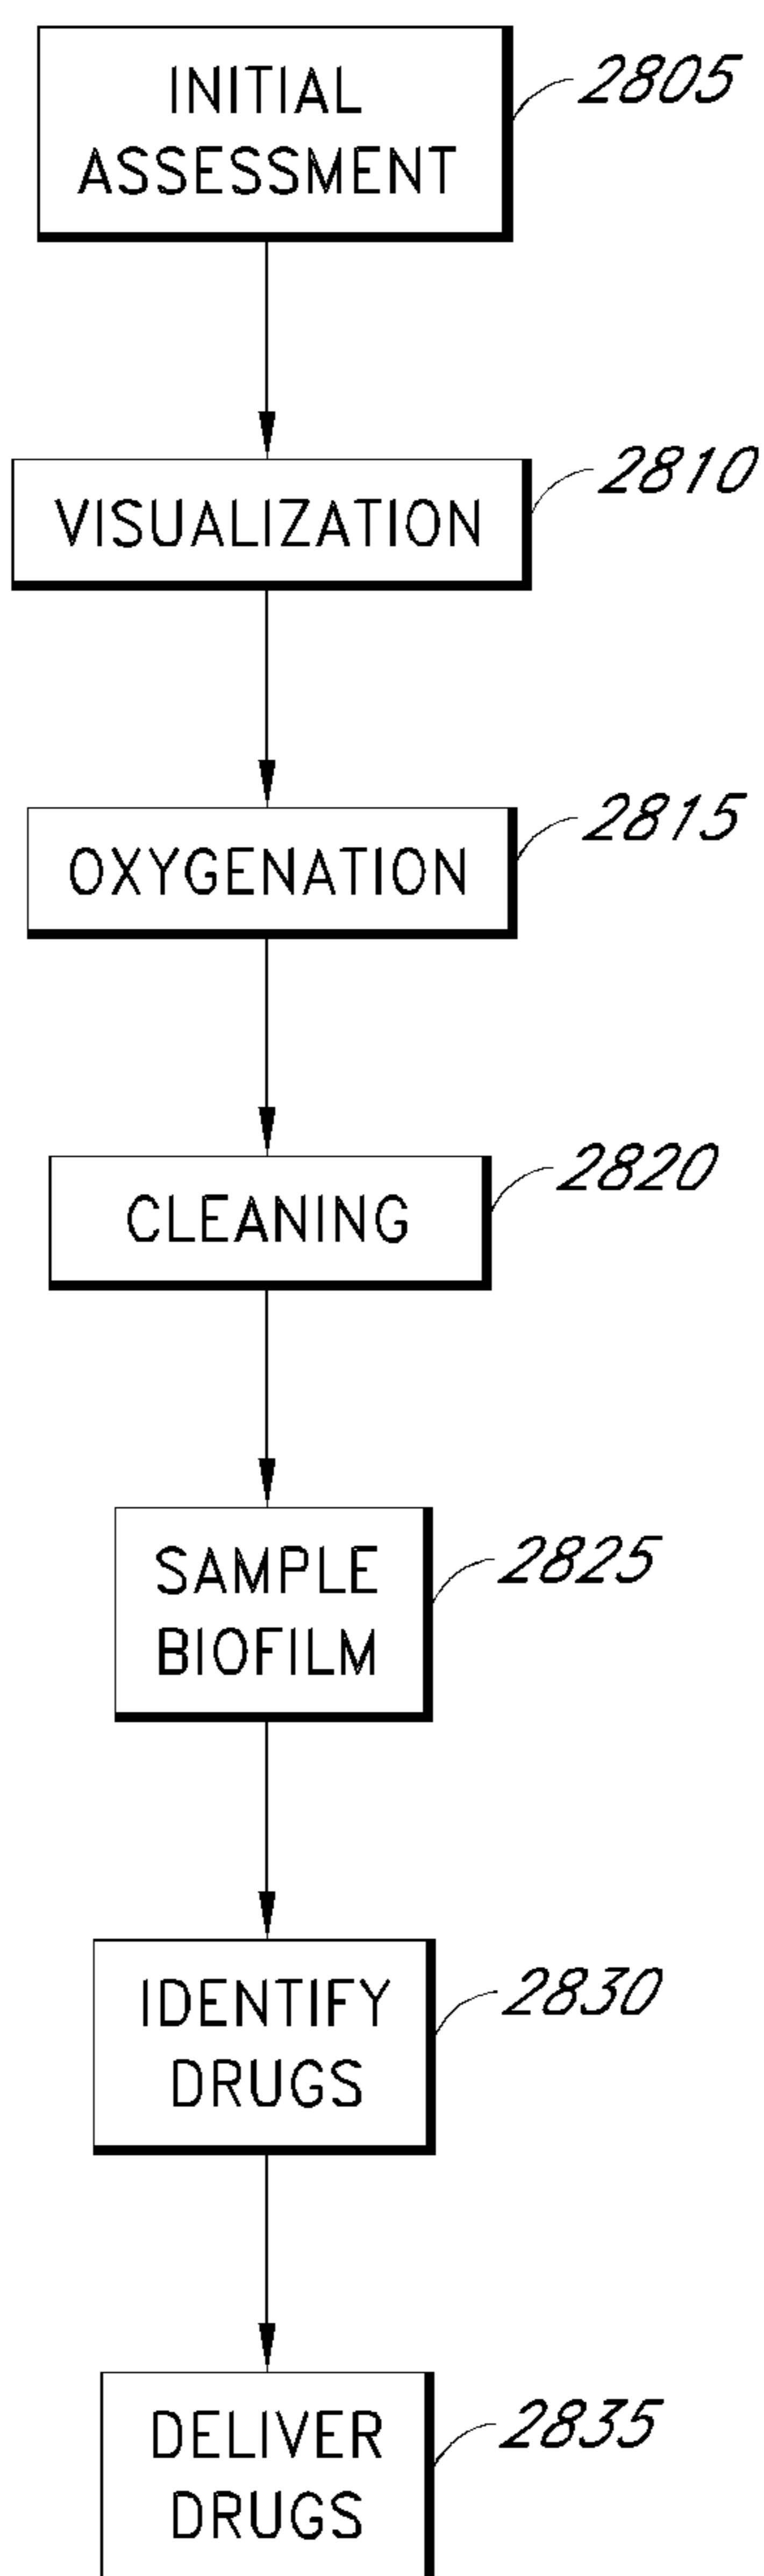 INITIAL
ASSESSMENT
2805
VISUALIZATION
2810
OXYGENATION
2815
CLEANING
2820
SAMPLE
BIOFILM
2825
IDENTIFY
DRUGS
2830
DELIVER
DRUGS
2835